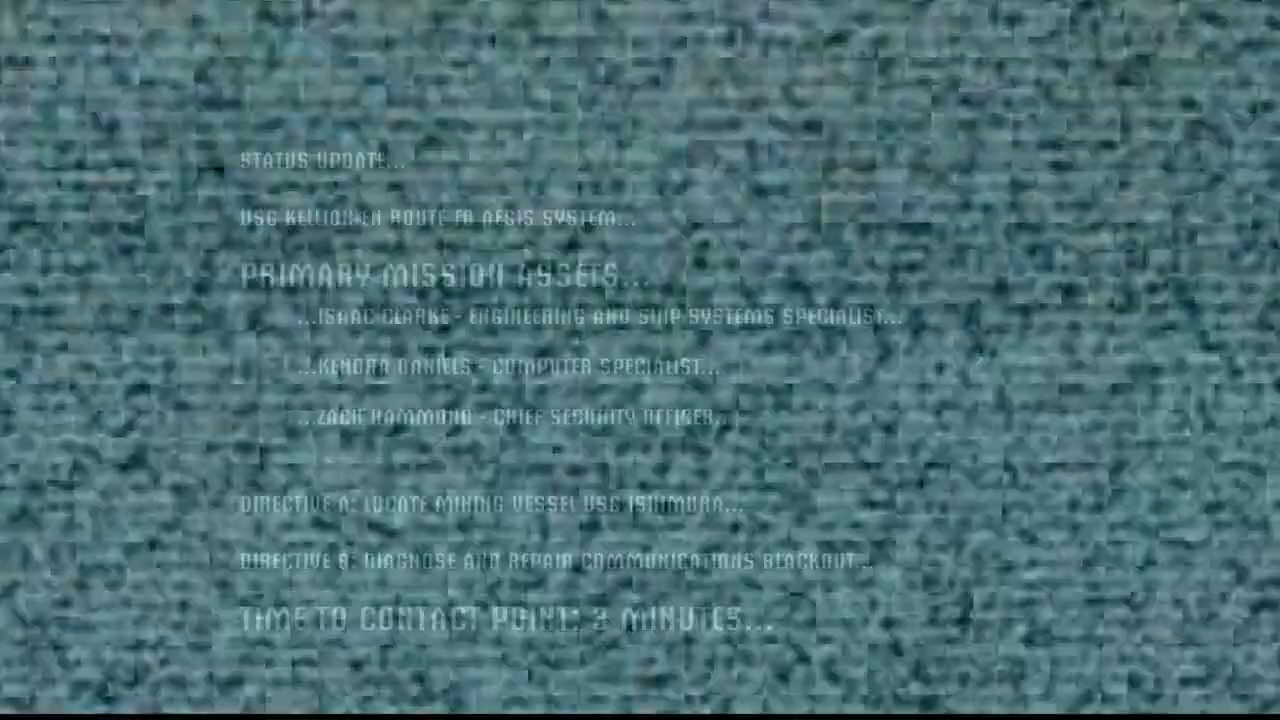 STATUS UPDATE...
USG KELLION EN ROUTE TO AEGIS SYSTEM...
PRIMARY MISSION ASSETS...
...ISAAC CLARKE - ENGINEERING AND SHIP SYSTEMS SPECIALIST...
...KENDRA DANIELS - COMPUTER SPECIALIST...
...ZACH HAMMOND - CHIEF SECURITY OFFICER...
DIRECTIVE A: LOCATE MINING VESSEL USG ISHIMURA...
DIRECTIVE B: DIAGNOSE AND REPAIR COMMUNICATIONS BLACKOUT...
TIME TO CONTACT POINT: 2 MINUTES...